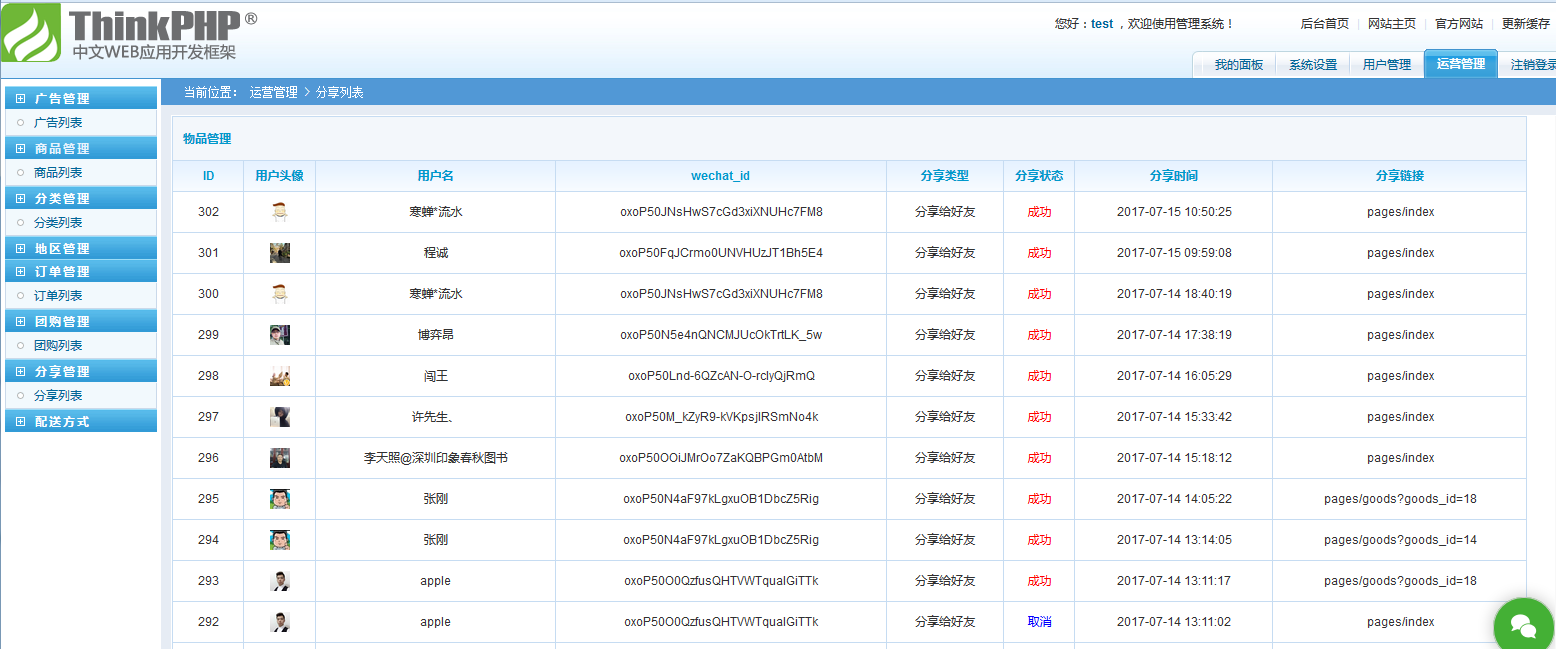 ThinkPHP®
中文WEB应用开发框架
您好：test ，欢迎使用管理系统！
后台首页 | 网站主页 | 官方网站 | 更新缓存
我的面板 系统设置 用户管理 运营管理 注销登录
当前位置： 运营管理 > 分享列表
广告管理
广告列表
商品管理
商品列表
分类管理
分类列表
地区管理
订单管理
订单列表
团购管理
团购列表
分享管理
分享列表
配送方式
物品管理
ID 用户头像 用户名 wechat_id 分享类型 分享状态 分享时间 分享链接
302 寒蝉*流水 oxoP50JNsHwS7cGd3xiXNUHc7FM8 分享给好友 成功 2017-07-15 10:50:25 pages/index
301 程诚 oxoP50FqJCrmo0UNVHUzJT1Bh5E4 分享给好友 成功 2017-07-15 09:59:08 pages/index
300 寒蝉*流水 oxoP50JNsHwS7cGd3xiXNUHc7FM8 分享给好友 成功 2017-07-14 18:40:19 pages/index
299 博弈昂 oxoP50N5e4nQNCMJUcOkTrtLK_5w 分享给好友 成功 2017-07-14 17:38:19 pages/index
298 阎王 oxoP50Lnd-6QZcAN-O-rclyQjRmQ 分享给好友 成功 2017-07-14 16:05:29 pages/index
297 许先生、 oxoP50M_kZyR9-kVKpsjIRSmNo4k 分享给好友 成功 2017-07-14 15:33:42 pages/index
296 李天照@深圳印象春秋图书 oxoP50OOiJMrOo7ZaKQBPGm0AtbM 分享给好友 成功 2017-07-14 15:18:12 pages/index
295 张刚 oxoP50N4aF97kLgxuOB1DbcZ5Rig 分享给好友 成功 2017-07-14 14:05:22 pages/goods?goods_id=18
294 张刚 oxoP50N4aF97kLgxuOB1DbcZ5Rig 分享给好友 成功 2017-07-14 13:14:05 pages/goods?goods_id=14
293 apple oxoP50O0QzfusQHTVWTqualGiTTk 分享给好友 成功 2017-07-14 13:11:17 pages/goods?goods_id=18
292 apple oxoP50O0QzfusQHTVWTqualGiTTk 分享给好友 取消 2017-07-14 13:11:02 pages/index